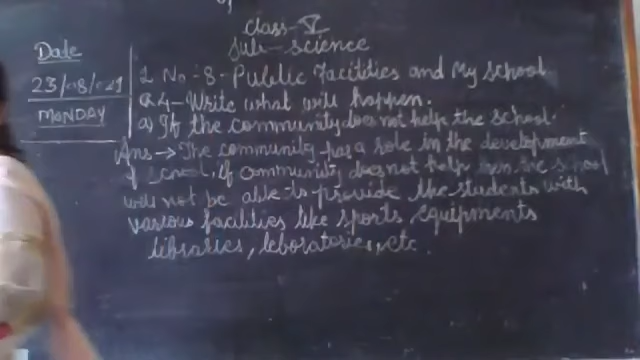 Class-V
Sub-science
Date
23/08/021
MONDAY
L No-8-Public Facilities and My School
Q4-Write what will happen.
a) If the community does not help the school.
Ans→The community has a role in the development
of school, if community does not help then the school
will not be able to provide the students with
various facilities like sports equipments
libraries, leboratories, etc.